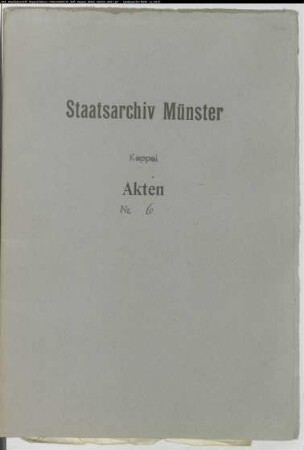 Staatsarchiv Münster
Keppel
Akten
Nr. 6